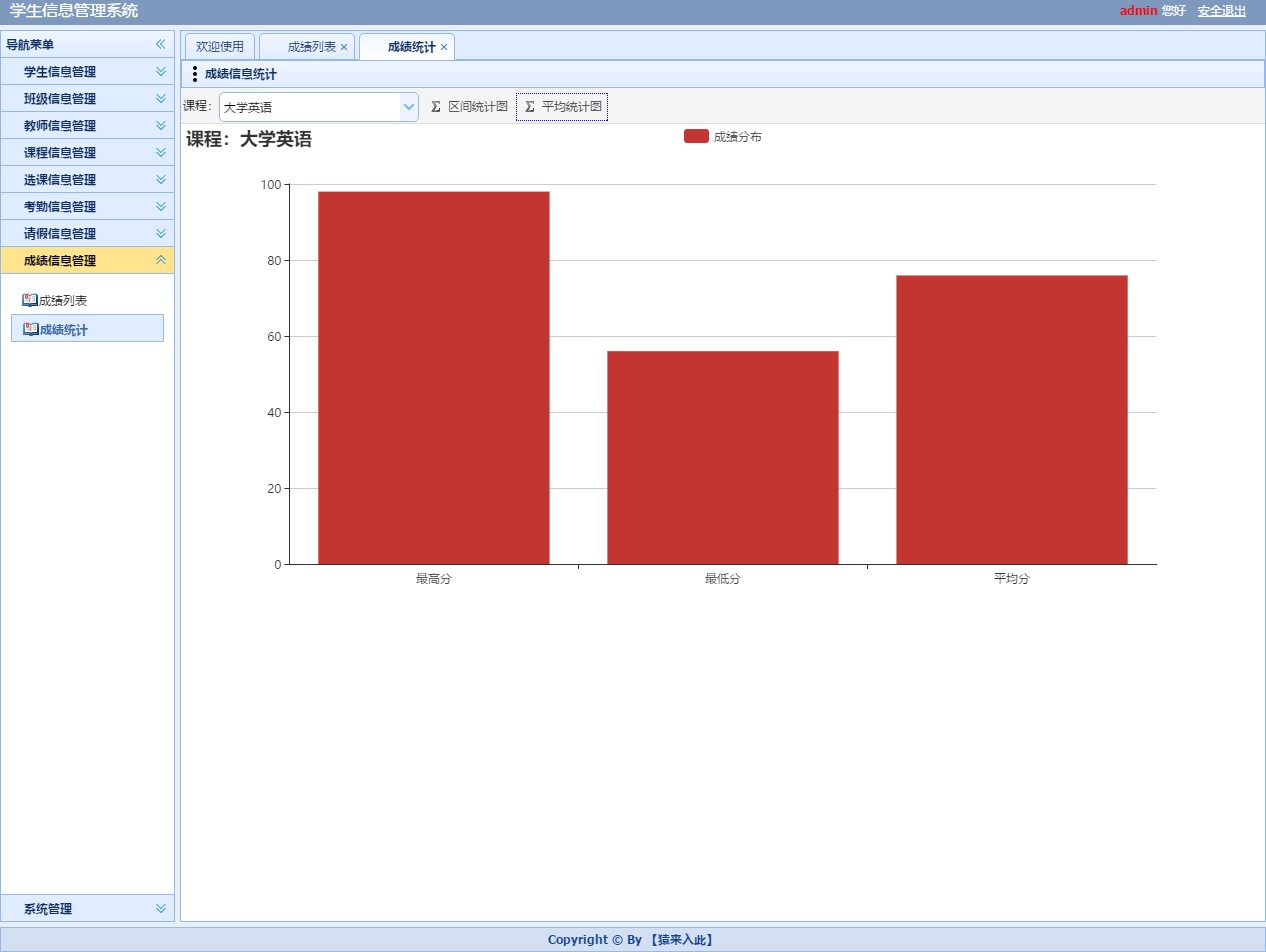 学生信息管理系统
admin 您好 安全退出
导航菜单
学生信息管理
班级信息管理
教师信息管理
课程信息管理
选课信息管理
考勤信息管理
请假信息管理
成绩信息管理
成绩列表
成绩统计
系统管理
欢迎使用 成绩列表 成绩统计
成绩信息统计
课程： 大学英语 Σ 区间统计图 Σ 平均统计图
课程：大学英语
成绩分布
100
80
60
40
20
0
最高分 最低分 平均分
Copyright © By 【猿来入此】